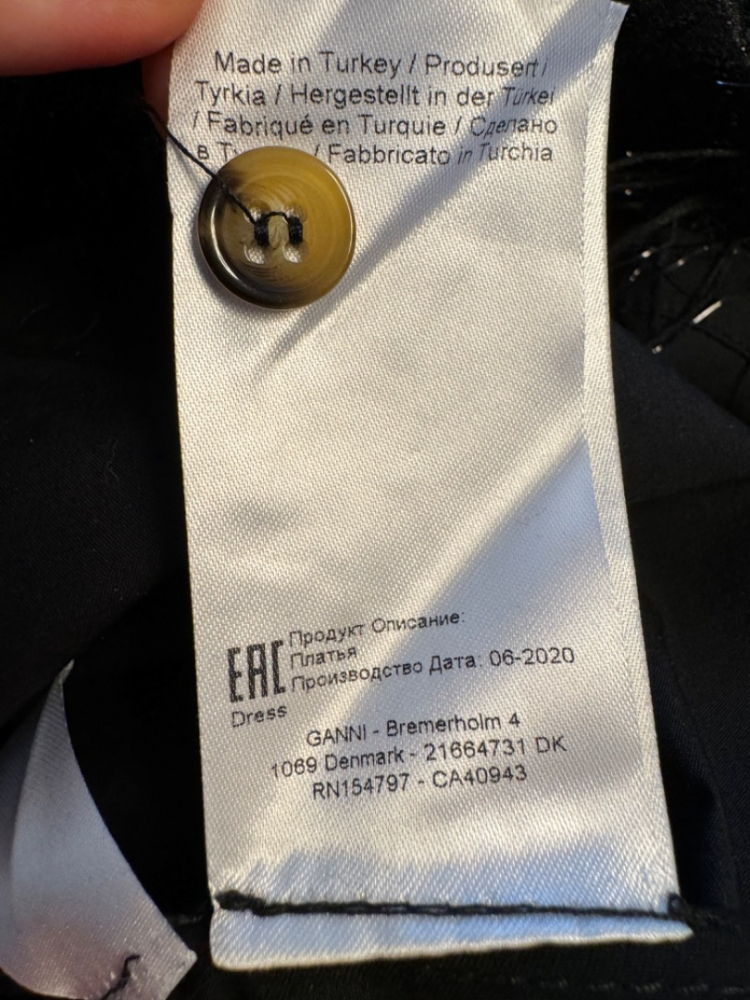 Made in Turkey / Produsert i
Tyrkia / Hergestellt in der Türkei
/ Fabriqué en Turquie / Сделано
в / Fabbricato in Turchia
EAC
Продукт Описание:
Платья
Производство Дата: 06-2020
Dress
GANNI - Bremerholm 4
1069 Denmark - 21664731 DK
RN154797 - CA40943